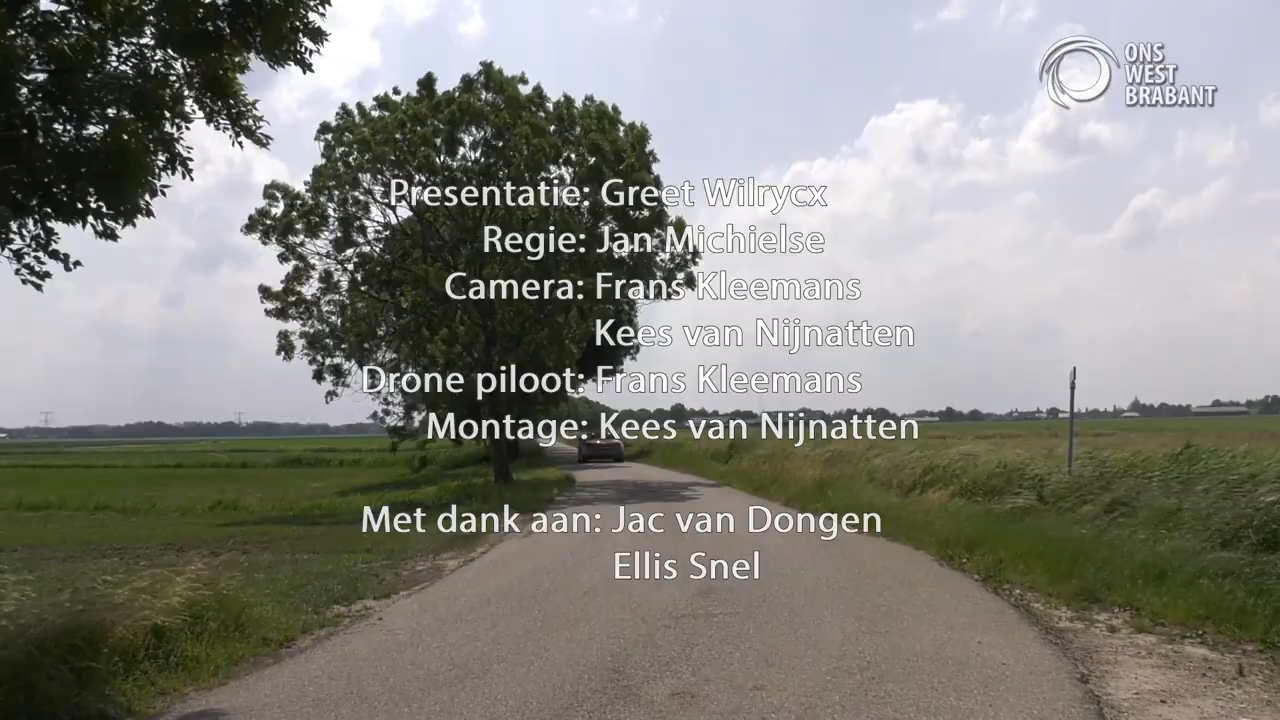 ONS
WEST
BRABANT
Presentatie: Greet Wilrycx
Regie: Jan Michielse
Camera: Frans Kleemans
Kees van Nijnatten
Drone piloot: Frans Kleemans
Montage: Kees van Nijnatten
Met dank aan: Jac van Dongen
Ellis Snel